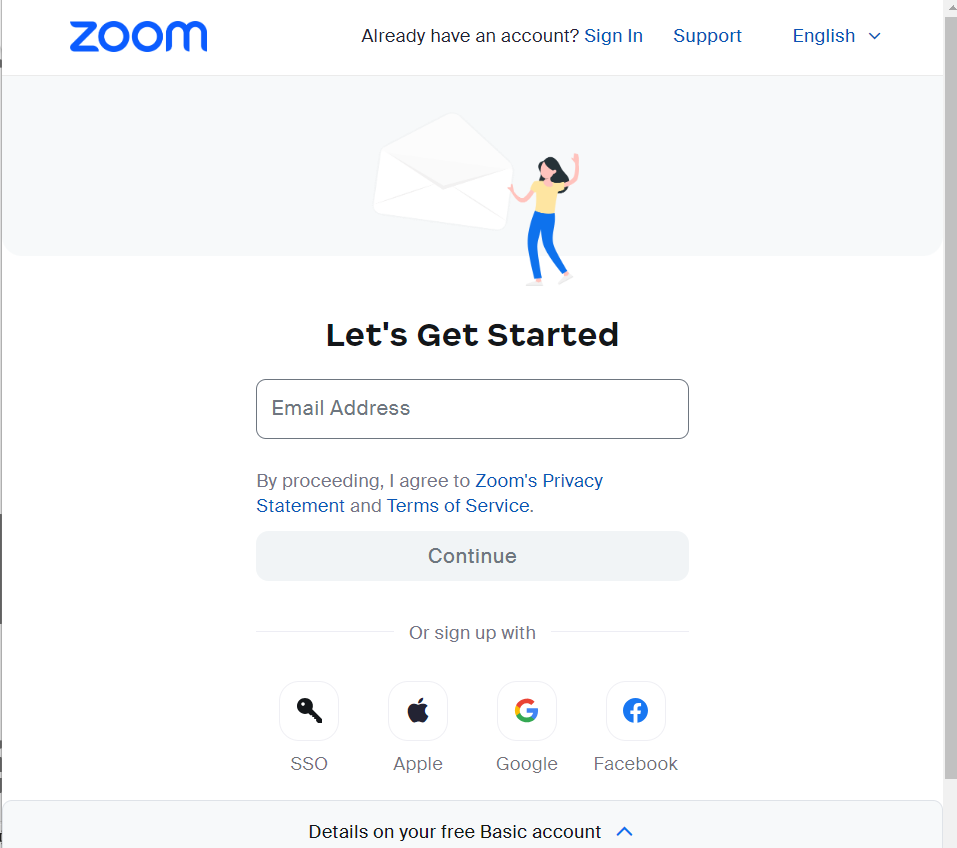 zoom
Already have an account? Sign In Support English
Let's Get Started
Email Address
By proceeding, I agree to Zoom's Privacy
Statement and Terms of Service.
Continue
Or sign up with
SSO Apple Google Facebook
Details on your free Basic account